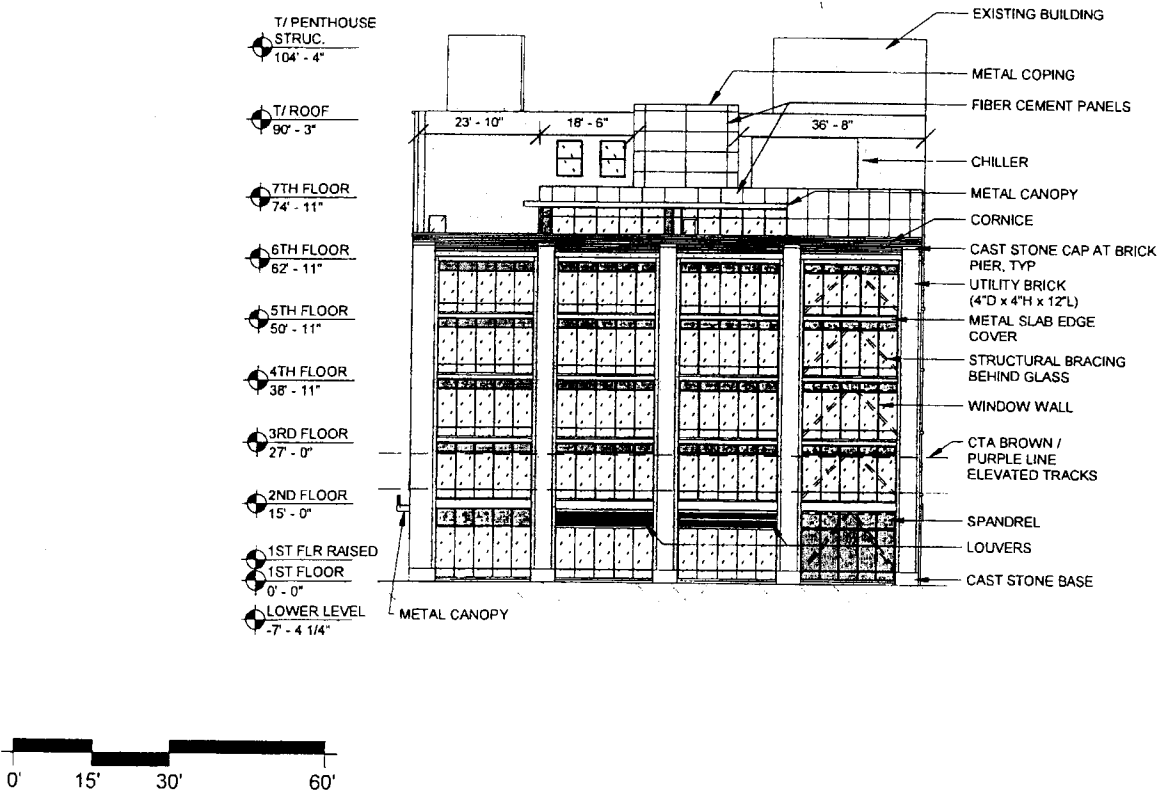 T/ PENTHOUSE
STRUC.
104' - 4"
T/ ROOF
90' - 3"
7TH FLOOR
74' - 11"
6TH FLOOR
62' - 11"
5TH FLOOR
50' - 11"
4TH FLOOR
38' - 11"
3RD FLOOR
27' - 0"
2ND FLOOR
15' - 0"
1ST FLR RAISED
1ST FLOOR
0' - 0"
LOWER LEVEL
-7' - 4 1/4"
METAL CANOPY
23' - 10"
18' - 6"
36' - 8"
EXISTING BUILDING
METAL COPING
FIBER CEMENT PANELS
CHILLER
METAL CANOPY
CORNICE
CAST STONE CAP AT BRICK
PIER, TYP
UTILITY BRICK
(4"D x 4"H x 12"L)
METAL SLAB EDGE
COVER
STRUCTURAL BRACING
BEHIND GLASS
WINDOW WALL
CTA BROWN /
PURPLE LINE
ELEVATED TRACKS
SPANDREL
LOUVERS
CAST STONE BASE
0' 15' 30' 60'